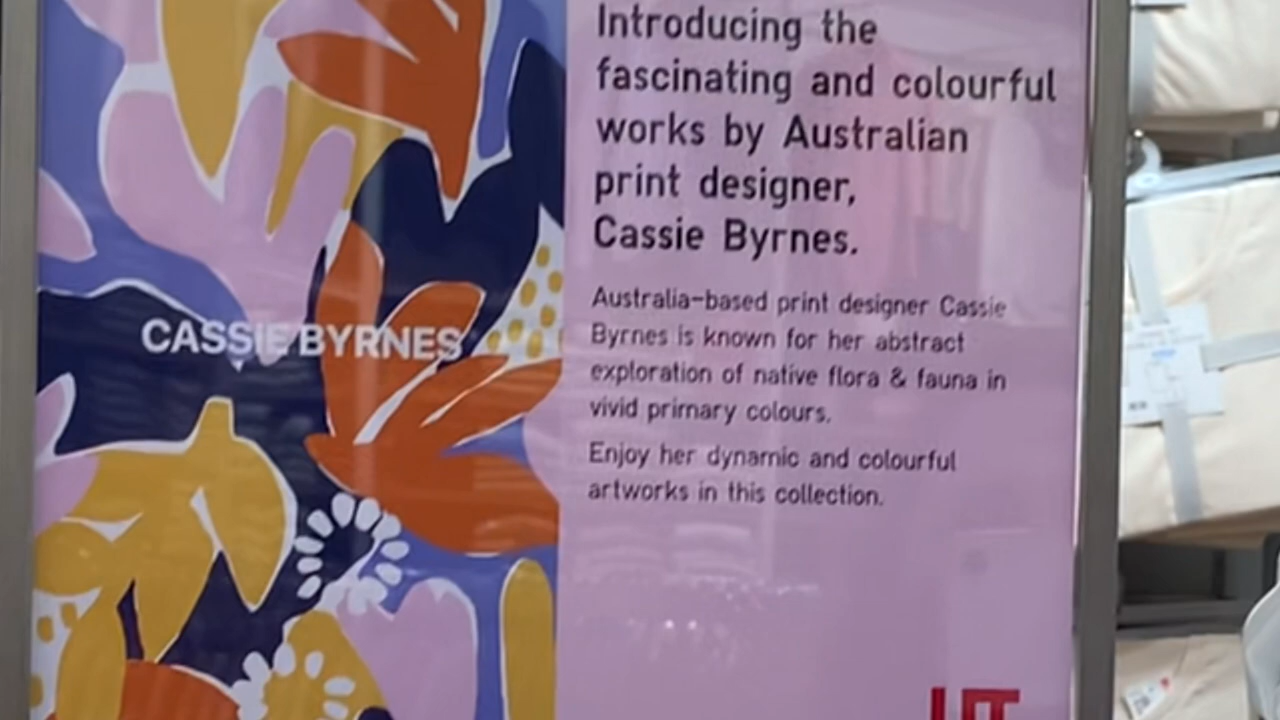 Introducing the
fascinating and colourful
works by Australian
print designer,
Cassie Byrnes.
Australia-based print designer Cassie
Byrnes is known for her abstract
exploration of native flora & fauna in
vivid primary colours.
Enjoy her dynamic and colourful
artworks in this collection.
CASSIE BYRNES